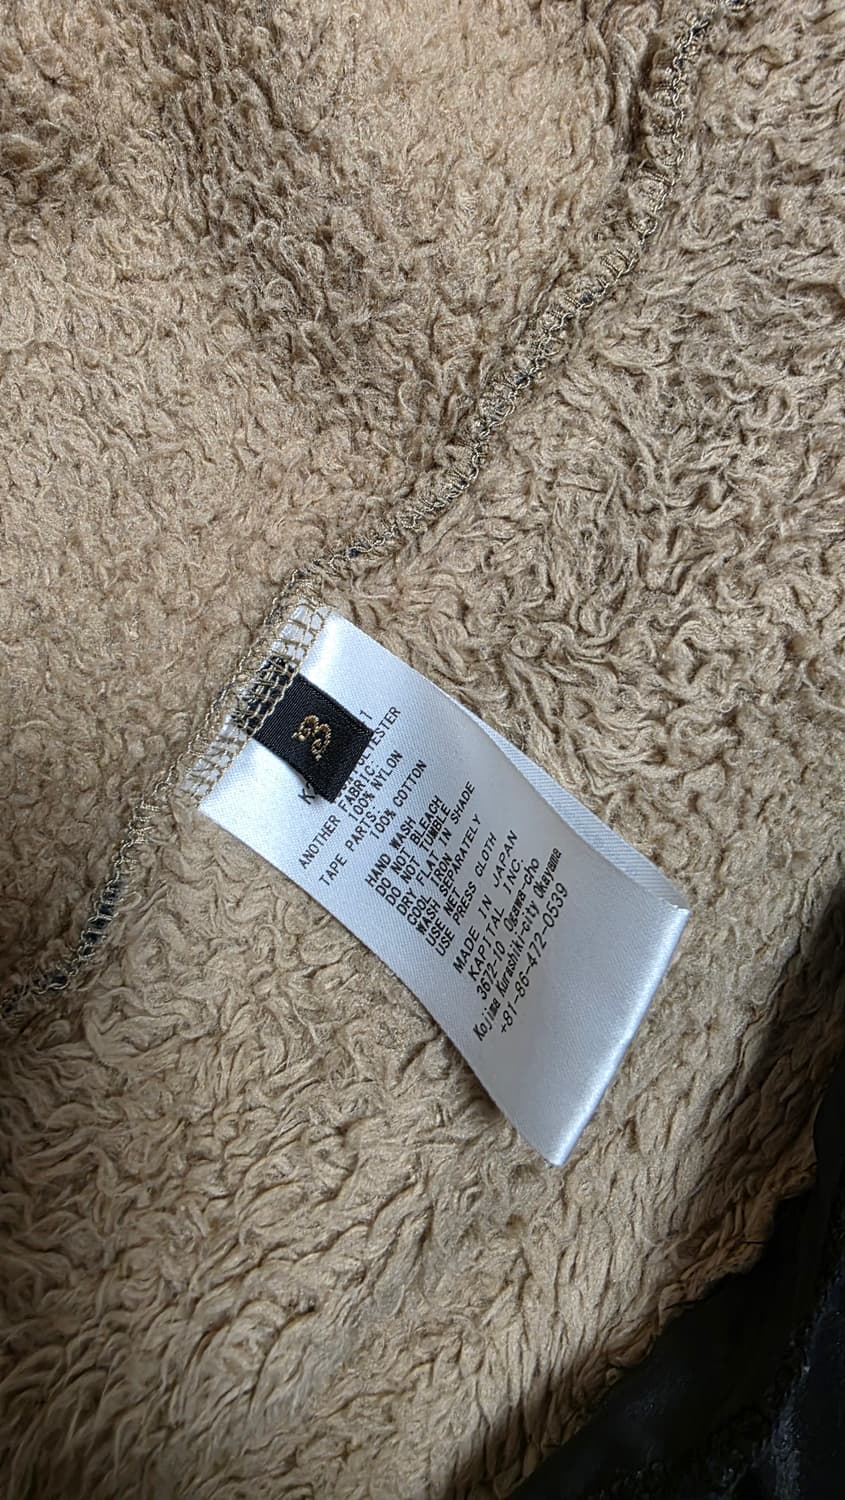 3
1
ANOTHER FABRIC:
100% NYLON
TAPE PARTS:
100% COTTON
HAND WASH
DO NOT BLEACH
DO NOT TUMBLE
DRY FLAT IN SHADE
COOL IRON
WASH SEPARATELY
USE NET
USE PRESS CLOTH
MADE IN JAPAN
KAPITAL INC.
3672-10 Ogawa-cho
Kojima Kurashiki-city Okayama
+81-86-472-0539